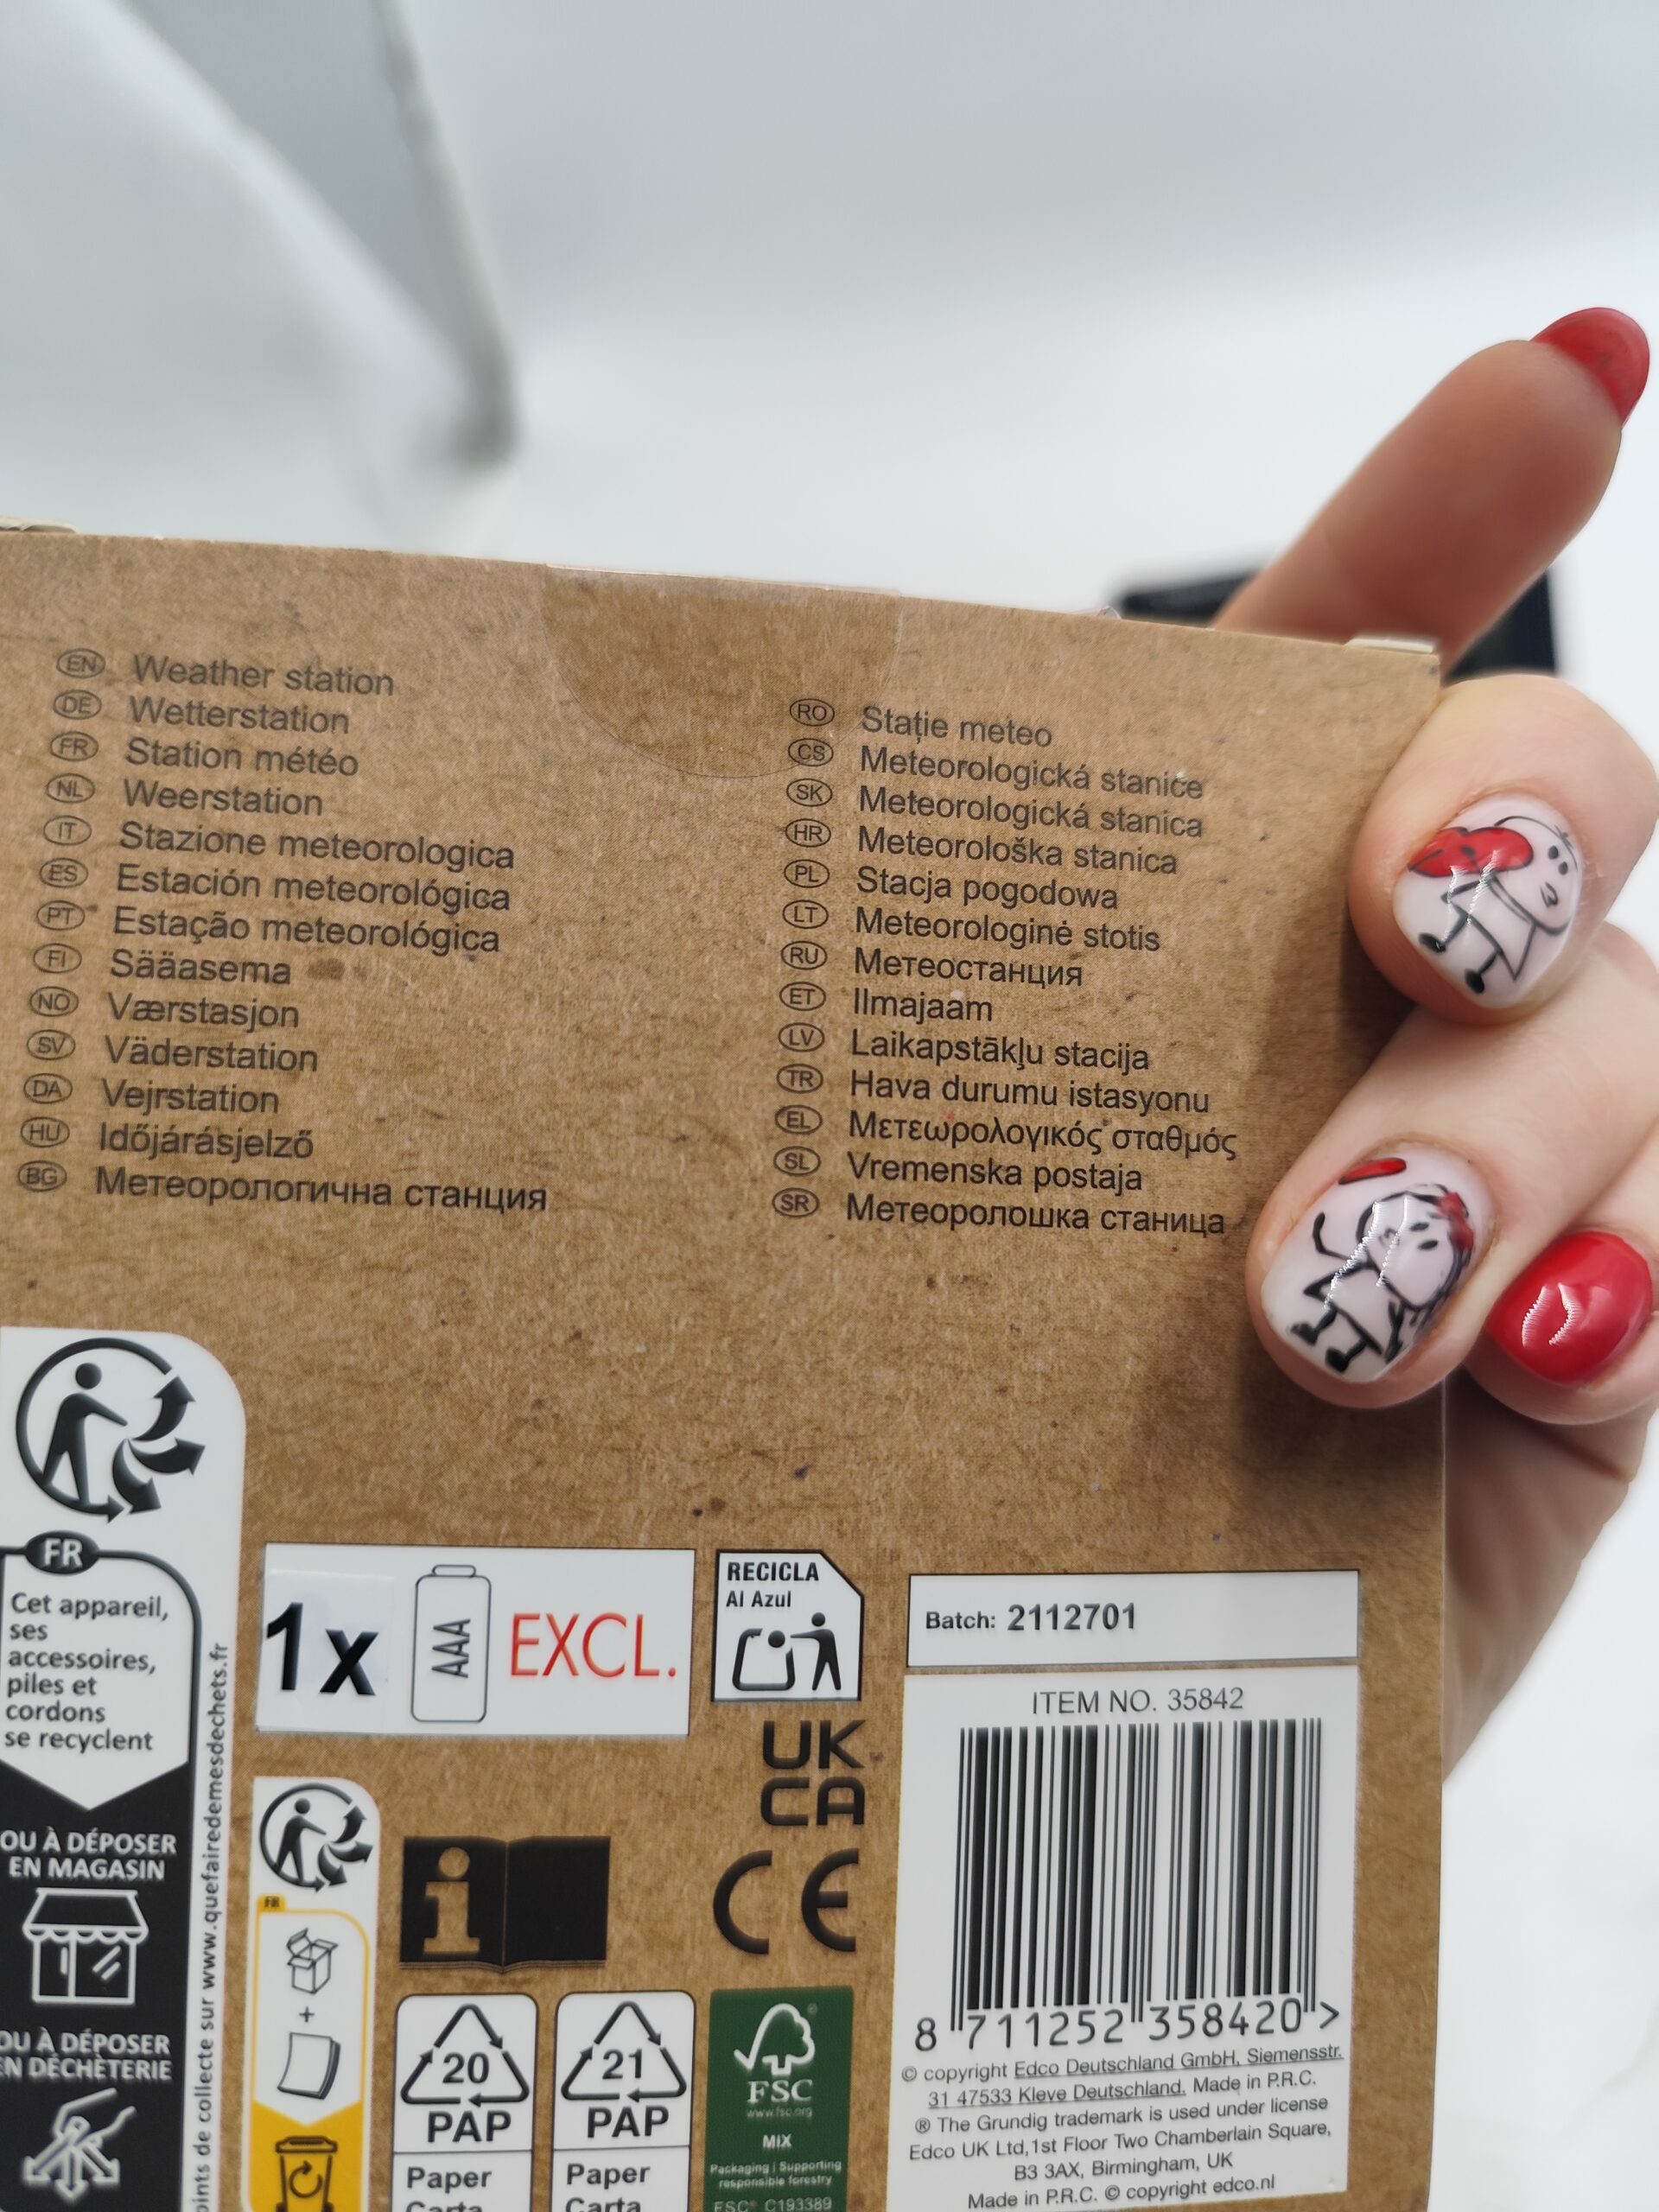 EN Weather station
DE Wetterstation
FR Station météo
NL Weerstation
IT Stazione meteorologica
ES Estación meteorológica
PT Estação meteorológica
FI Sääasema
NO Værstasjon
SV Väderstation
DA Vejrstation
HU Időjárásjelző
BG Метеорологична станция
RO Stație meteo
CS Meteorologická stanice
SK Meteorologická stanica
HR Meteorološka stanica
PL Stacja pogodowa
LT Meteorologinė stotis
RU Метеостанция
ET Ilmajaam
LV Laikapstākļu stacija
TR Hava durumu istasyonu
EL Μετεωρολογικός σταθμός
SL Vremenska postaja
SR Метеоролошка станица
FR
Cet appareil,
ses
accessoires,
piles et
cordons
se recyclent
OU À DÉPOSER
EN MAGASIN
OU À DÉPOSER
EN DÉCHÈTERIE
points de collecte sur www.quefairedemesdechets.fr
1x AAA EXCL.
RECICLA
Al Azul
UK
CA
CE
FR
+
i
20
PAP
Paper
Carta
21
PAP
Paper
Carta
FSC
www.fsc.org
MIX
Packaging | Supporting
responsible forestry
FSC® C193389
Batch: 2112701
ITEM NO. 35842
8 711252 358420 >
© copyright Edco Deutschland GmbH, Siemensstr.
31 47533 Kleve Deutschland. Made in P.R.C.
® The Grundig trademark is used under license
Edco UK Ltd,1st Floor Two Chamberlain Square,
B3 3AX, Birmingham, UK
Made in P.R.C. © copyright edco.nl